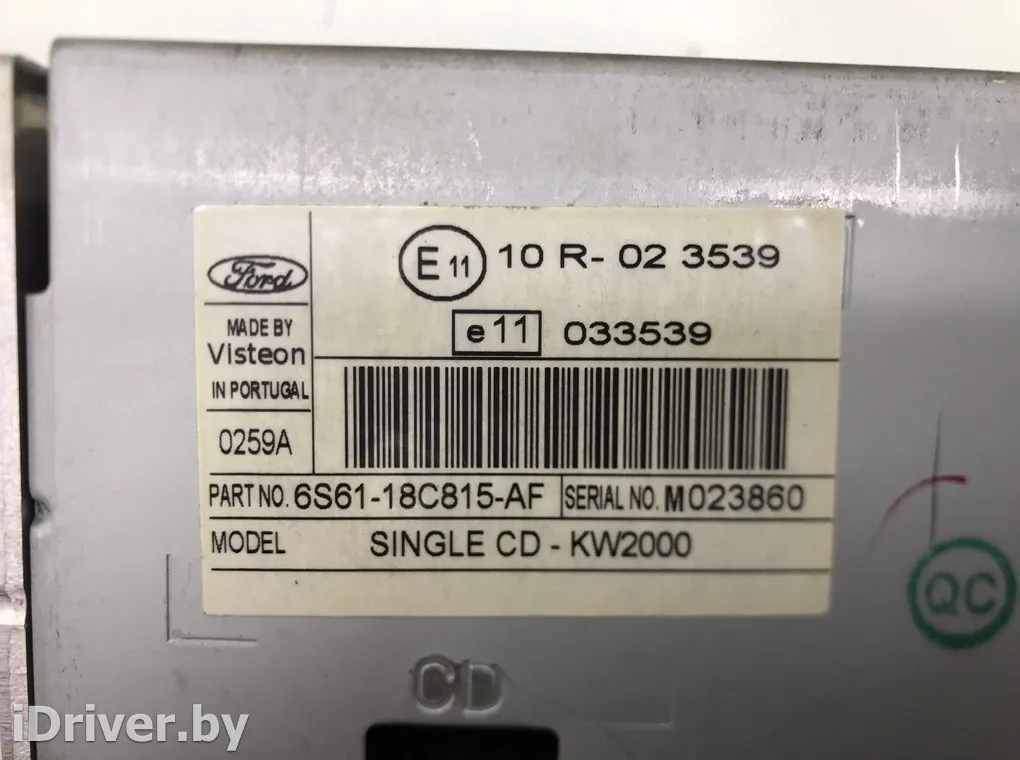 E 11 10 R- 02 3539
e11 033539
Ford
MADE BY
Visteon
IN PORTUGAL
0259A
PART NO. 6S61-18C815-AF SERIAL NO. M023860
MODEL SINGLE CD - KW2000
QC
CD
iDriver.by